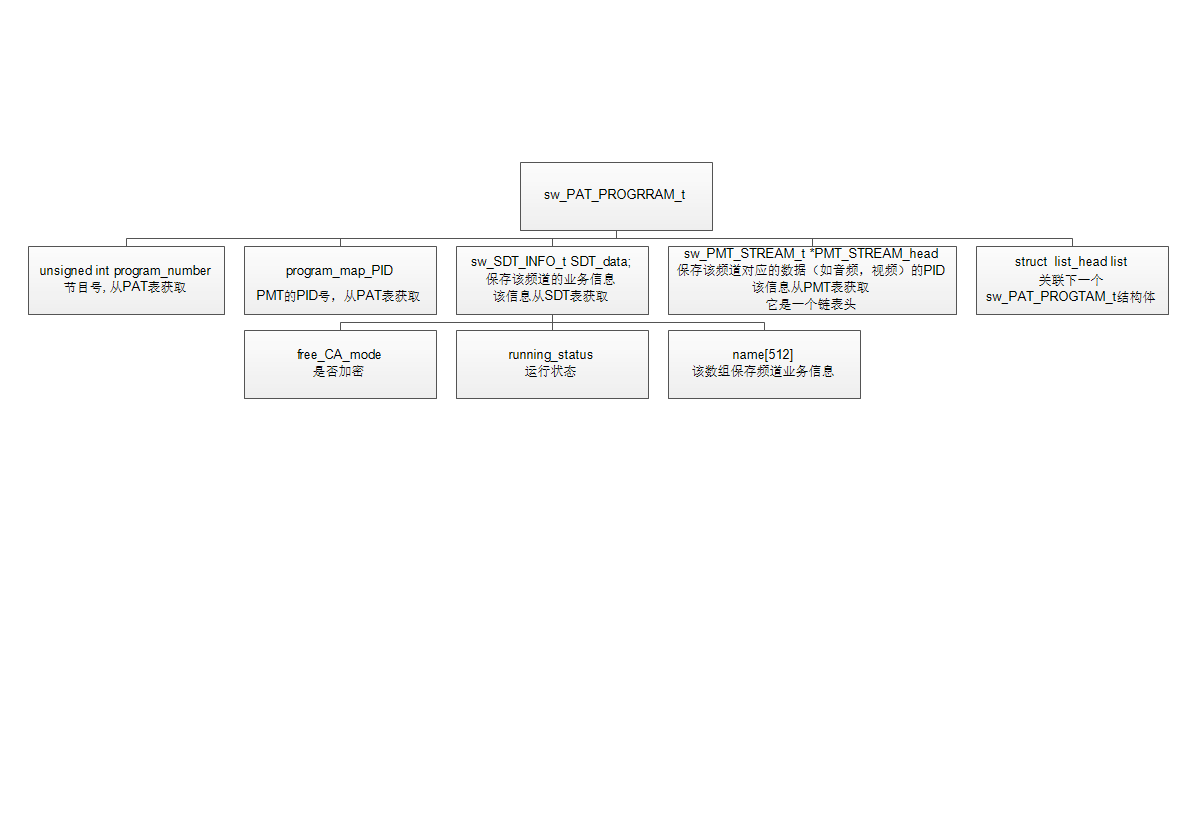 sw_PAT_PROGRRAM_t
unsigned int program_number
节目号, 从PAT表获取
program_map_PID
PMT的PID号，从PAT表获取
sw_SDT_INFO_t SDT_data;
保存该频道的业务信息
该信息从SDT表获取
sw_PMT_STREAM_t *PMT_STREAM_head
保存该频道对应的数据（如音频，视频）的PID
该信息从PMT表获取
它是一个链表头
struct  list_head list
关联下一个
sw_PAT_PROGTAM_t结构体
free_CA_mode
是否加密
running_status
运行状态
name[512]
该数组保存频道业务信息